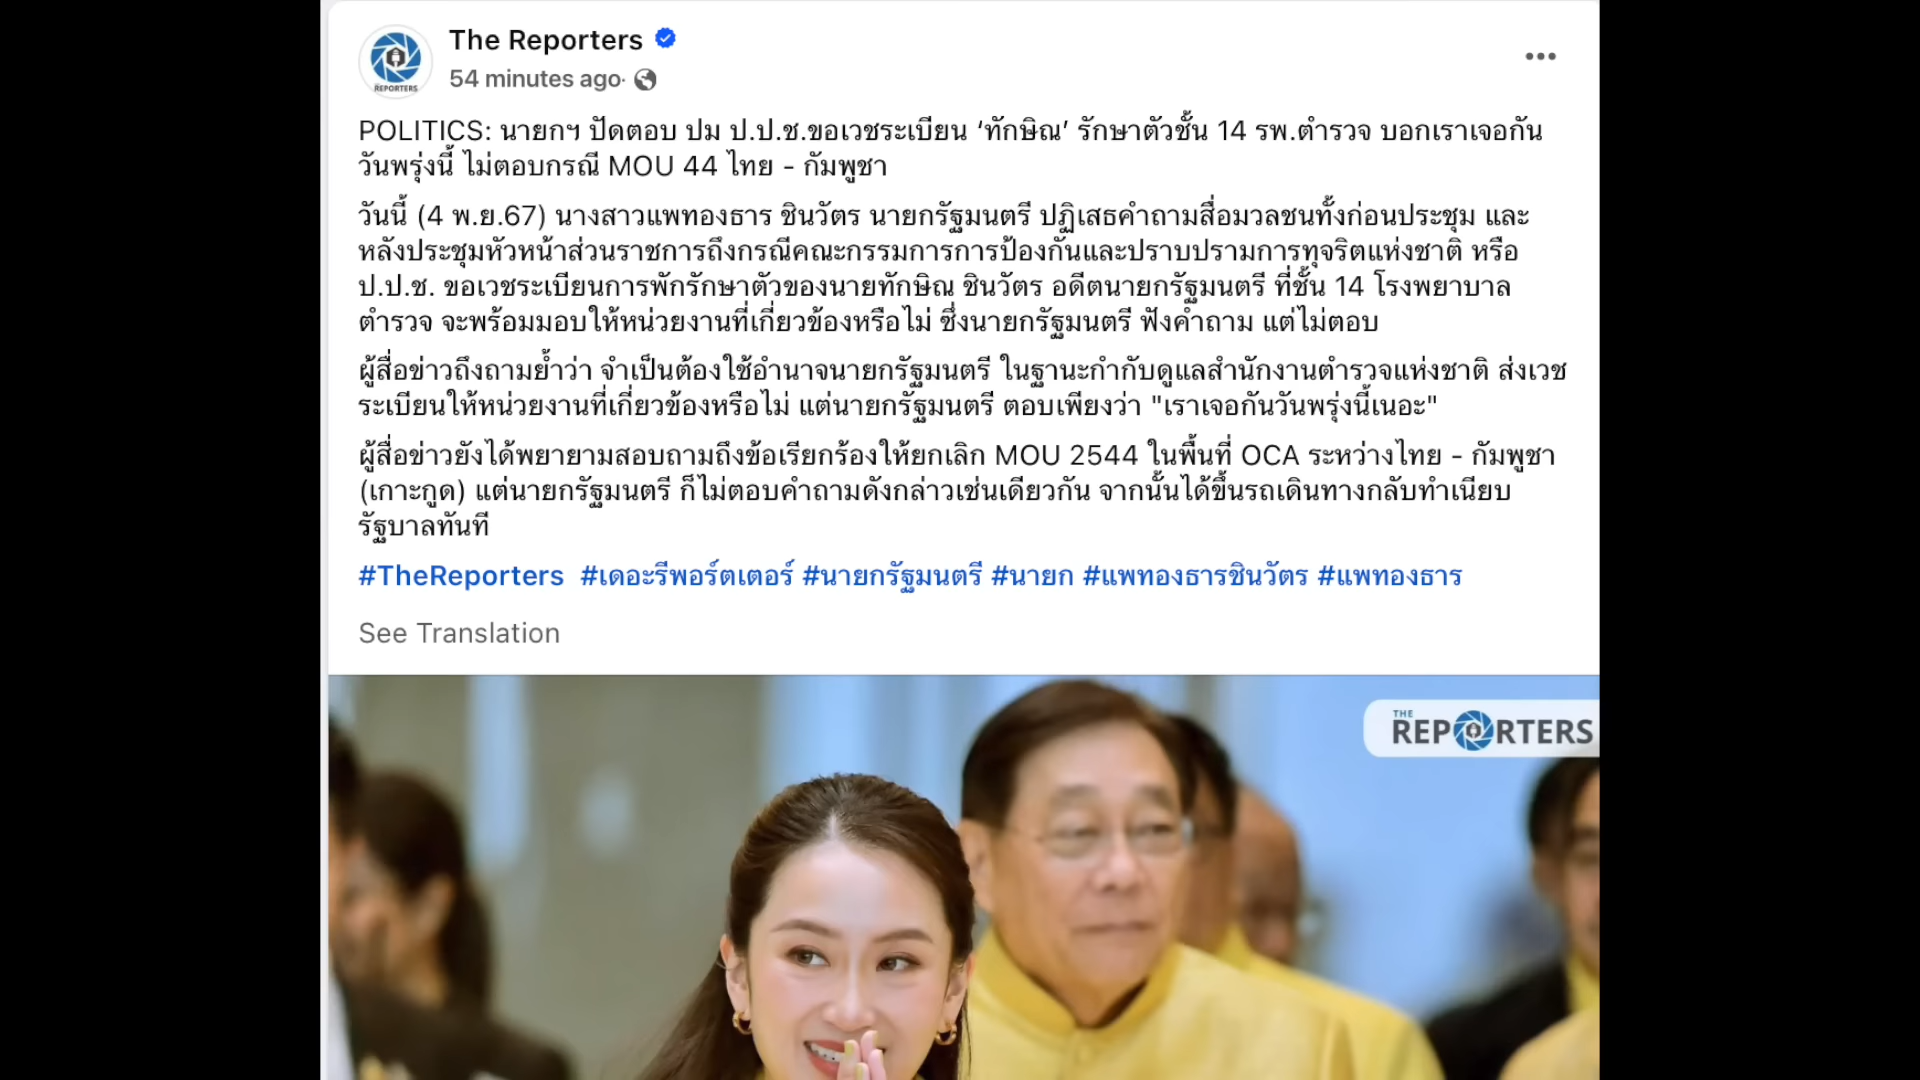 The Reporters
54 minutes ago·
REPORTERS
POLITICS: นายกฯ ปัดตอบ ปม ป.ป.ช.ขอเวชระเบียน ‘ทักษิณ’ รักษาตัวชั้น 14 รพ.ตำรวจ บอกเราเจอกัน
วันพรุ่งนี้ ไม่ตอบกรณี MOU 44 ไทย - กัมพูชา
วันนี้ (4 พ.ย.67) นางสาวแพทองธาร ชินวัตร นายกรัฐมนตรี ปฏิเสธคำถามสื่อมวลชนทั้งก่อนประชุม และ
หลังประชุมหัวหน้าส่วนราชการถึงกรณีคณะกรรมการการป้องกันและปราบปรามการทุจริตแห่งชาติ หรือ
ป.ป.ช. ขอเวชระเบียนการพักรักษาตัวของนายทักษิณ ชินวัตร อดีตนายกรัฐมนตรี ที่ชั้น 14 โรงพยาบาล
ตำรวจ จะพร้อมมอบให้หน่วยงานที่เกี่ยวข้องหรือไม่ ซึ่งนายกรัฐมนตรี ฟังคำถาม แต่ไม่ตอบ
ผู้สื่อข่าวถึงถามย้ำว่า จำเป็นต้องใช้อำนาจนายกรัฐมนตรี ในฐานะกำกับดูแลสำนักงานตำรวจแห่งชาติ ส่งเวช
ระเบียนให้หน่วยงานที่เกี่ยวข้องหรือไม่ แต่นายกรัฐมนตรี ตอบเพียงว่า "เราเจอกันวันพรุ่งนี้เนอะ"
ผู้สื่อข่าวยังได้พยายามสอบถามถึงข้อเรียกร้องให้ยกเลิก MOU 2544 ในพื้นที่ OCA ระหว่างไทย - กัมพูชา
(เกาะกูด) แต่นายกรัฐมนตรี ก็ไม่ตอบคำถามดังกล่าวเช่นเดียวกัน จากนั้นได้ขึ้นรถเดินทางกลับทำเนียบ
รัฐบาลทันที
#TheReporters #เดอะรีพอร์ตเตอร์ #นายกรัฐมนตรี #นายก #แพทองธารชินวัตร #แพทองธาร
See Translation
THE
REPORTERS